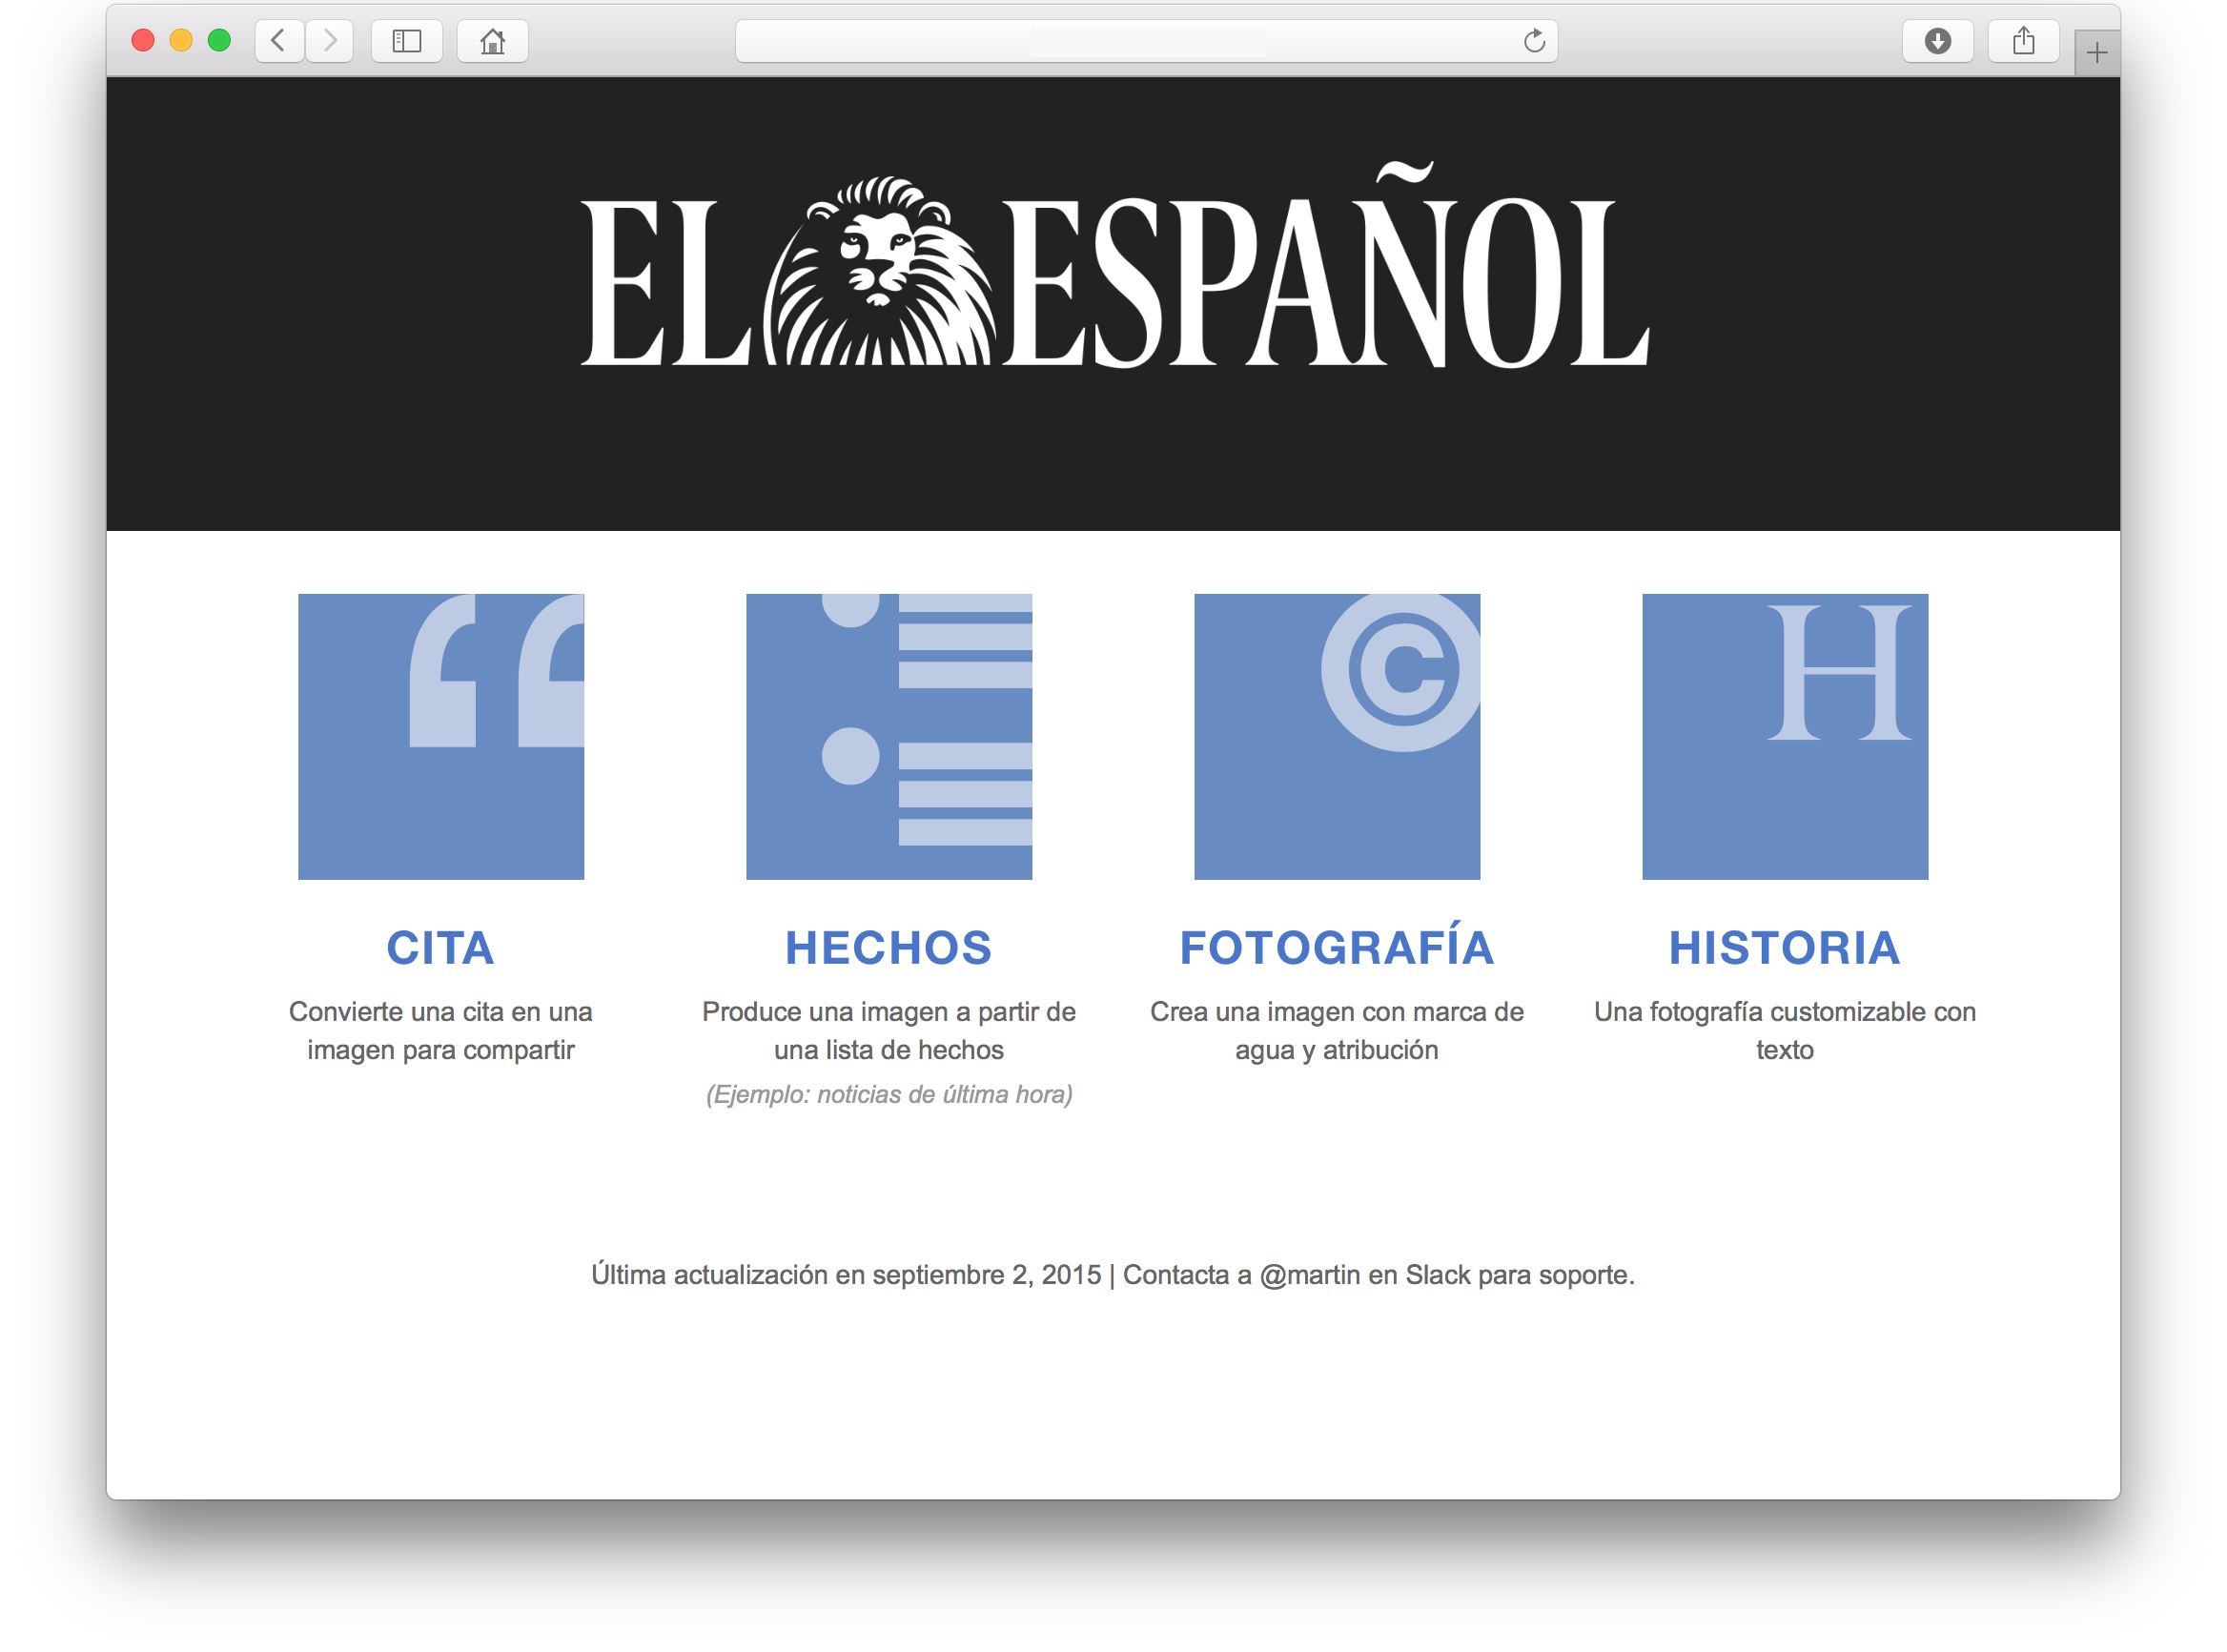 EL ESPAÑOL
“
©
H
CITA
Convierte una cita en una
imagen para compartir
HECHOS
Produce una imagen a partir de
una lista de hechos
(Ejemplo: noticias de última hora)
FOTOGRAFÍA
Crea una imagen con marca de
agua y atribución
HISTORIA
Una fotografía customizable con
texto
Última actualización en septiembre 2, 2015 | Contacta a @martin en Slack para soporte.